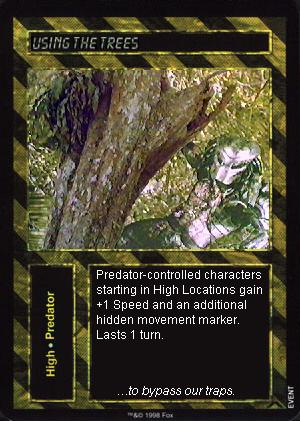 USING THE TREES
Predator-controlled characters
starting in High Locations gain
+1 Speed and an additional
hidden movement marker.
Lasts 1 turn.
High • Predator
...to bypass our traps.
EVENT
™&© 1998 Fox